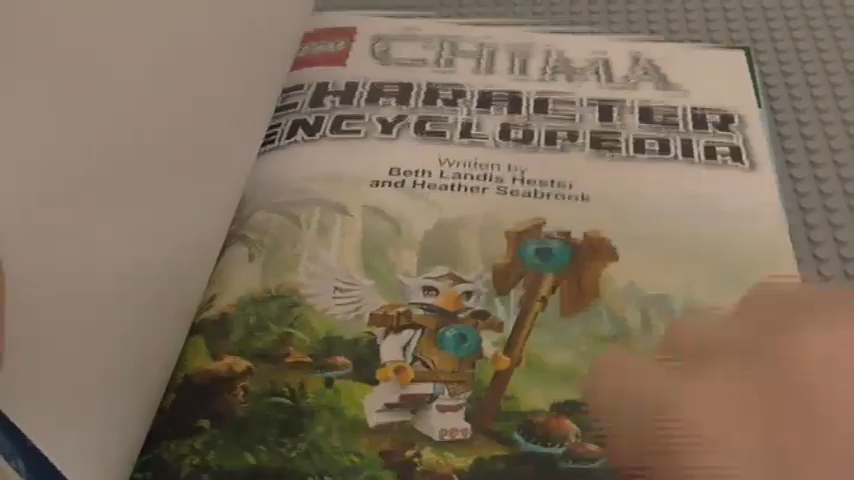 LEGO
CHIMA
CHARACTER
ENCYCLOPEDIA
Written by
Beth Landis Hester
and Heather Seabrook